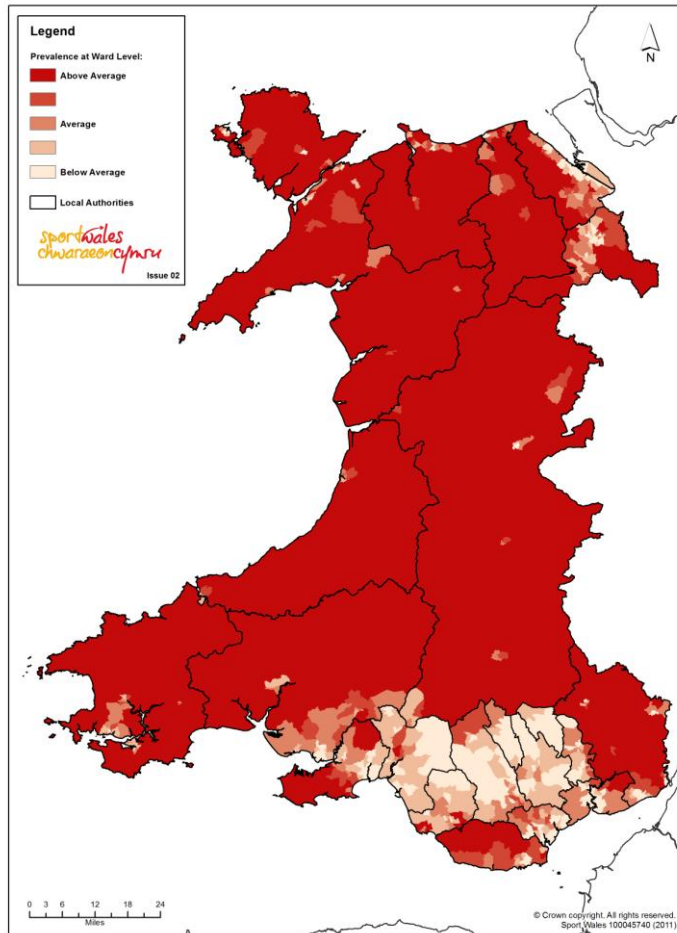 Legend
Prevalence at Ward Level:
Above Average
Average
Below Average
Local Authorities
sportwales
chwaraeoncymru
Issue 02
N
0 3 6 12 18 24
Miles
© Crown copyright. All rights reserved.
Sport Wales 100045740 (2011)